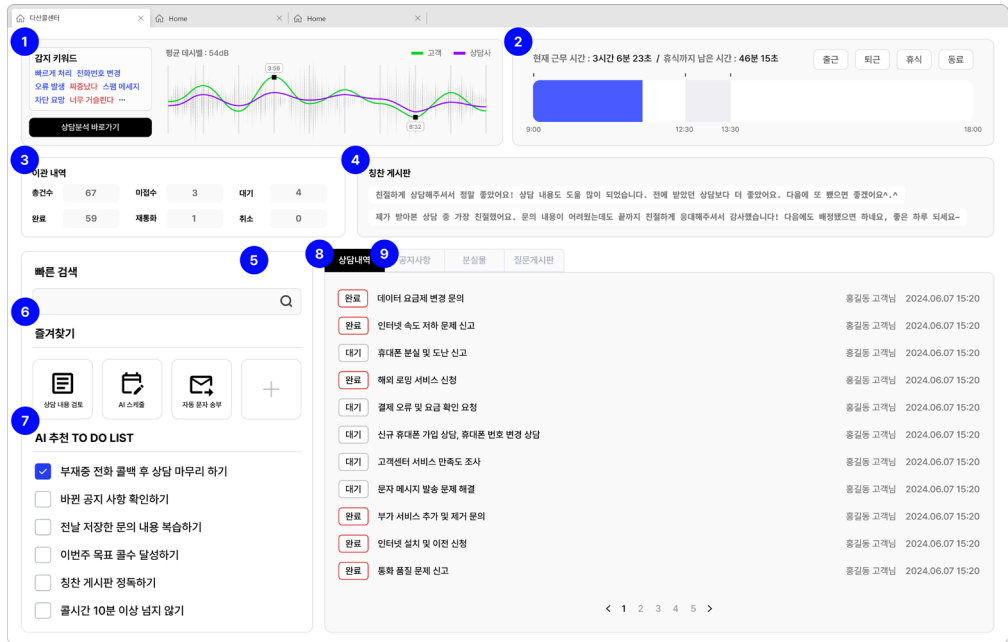 다산콜센터 × Home × Home ×
1
감지 키워드
빠르게 처리 전화번호 변경
오류 발생 짜증났다 스팸 메세지
차단 요망 너무 거슬린다 ···
상담분석 바로가기
평균 데시벨 : 54dB
고객 상담사
3:56
8:32
2
현재 근무 시간 : 3시간 6분 23초 / 휴식까지 남은 시간 : 46분 15초
출근 퇴근 휴식 동료
9:00 12:30 13:30 18:00
3
이관 내역
총건수 67 미접수 3 대기 4
완료 59 재통화 1 취소 0
4
칭찬 게시판
친절하게 상담해주셔서 정말 좋았어요! 상담 내용도 도움 많이 되었습니다. 전에 받았던 상담보다 더 좋았어요. 다음에 또 뵀으면 좋겠어요^.^
제가 받아본 상담 중 가장 친절했어요. 문의 내용이 어려웠는데도 끝까지 친절하게 응대해주셔서 감사했습니다! 다음에도 배정됐으면 하네요, 좋은 하루 되세요~
5
빠른 검색
6
즐겨찾기
상담 내용 검토 AI 스케줄 자동 문자 송부
7
AI 추천 TO DO LIST
부재중 전화 콜백 후 상담 마무리 하기
바뀐 공지 사항 확인하기
전날 저장한 문의 내용 복습하기
이번주 목표 콜수 달성하기
칭찬 게시판 정독하기
콜시간 10분 이상 넘지 않기
8 9
상담내역 공지사항 분실물 질문게시판
완료 데이터 요금제 변경 문의 홍길동 고객님 2024.06.07 15:20
완료 인터넷 속도 저하 문제 신고 홍길동 고객님 2024.06.07 15:20
대기 휴대폰 분실 및 도난 신고 홍길동 고객님 2024.06.07 15:20
완료 해외 로밍 서비스 신청 홍길동 고객님 2024.06.07 15:20
대기 결제 오류 및 요금 확인 요청 홍길동 고객님 2024.06.07 15:20
대기 신규 휴대폰 가입 상담, 휴대폰 번호 변경 상담 홍길동 고객님 2024.06.07 15:20
대기 고객센터 서비스 만족도 조사 홍길동 고객님 2024.06.07 15:20
대기 문자 메시지 발송 문제 해결 홍길동 고객님 2024.06.07 15:20
완료 부가 서비스 추가 및 제거 문의 홍길동 고객님 2024.06.07 15:20
완료 인터넷 설치 및 이전 신청 홍길동 고객님 2024.06.07 15:20
완료 통화 품질 문제 신고 홍길동 고객님 2024.06.07 15:20
< 1 2 3 4 5 >